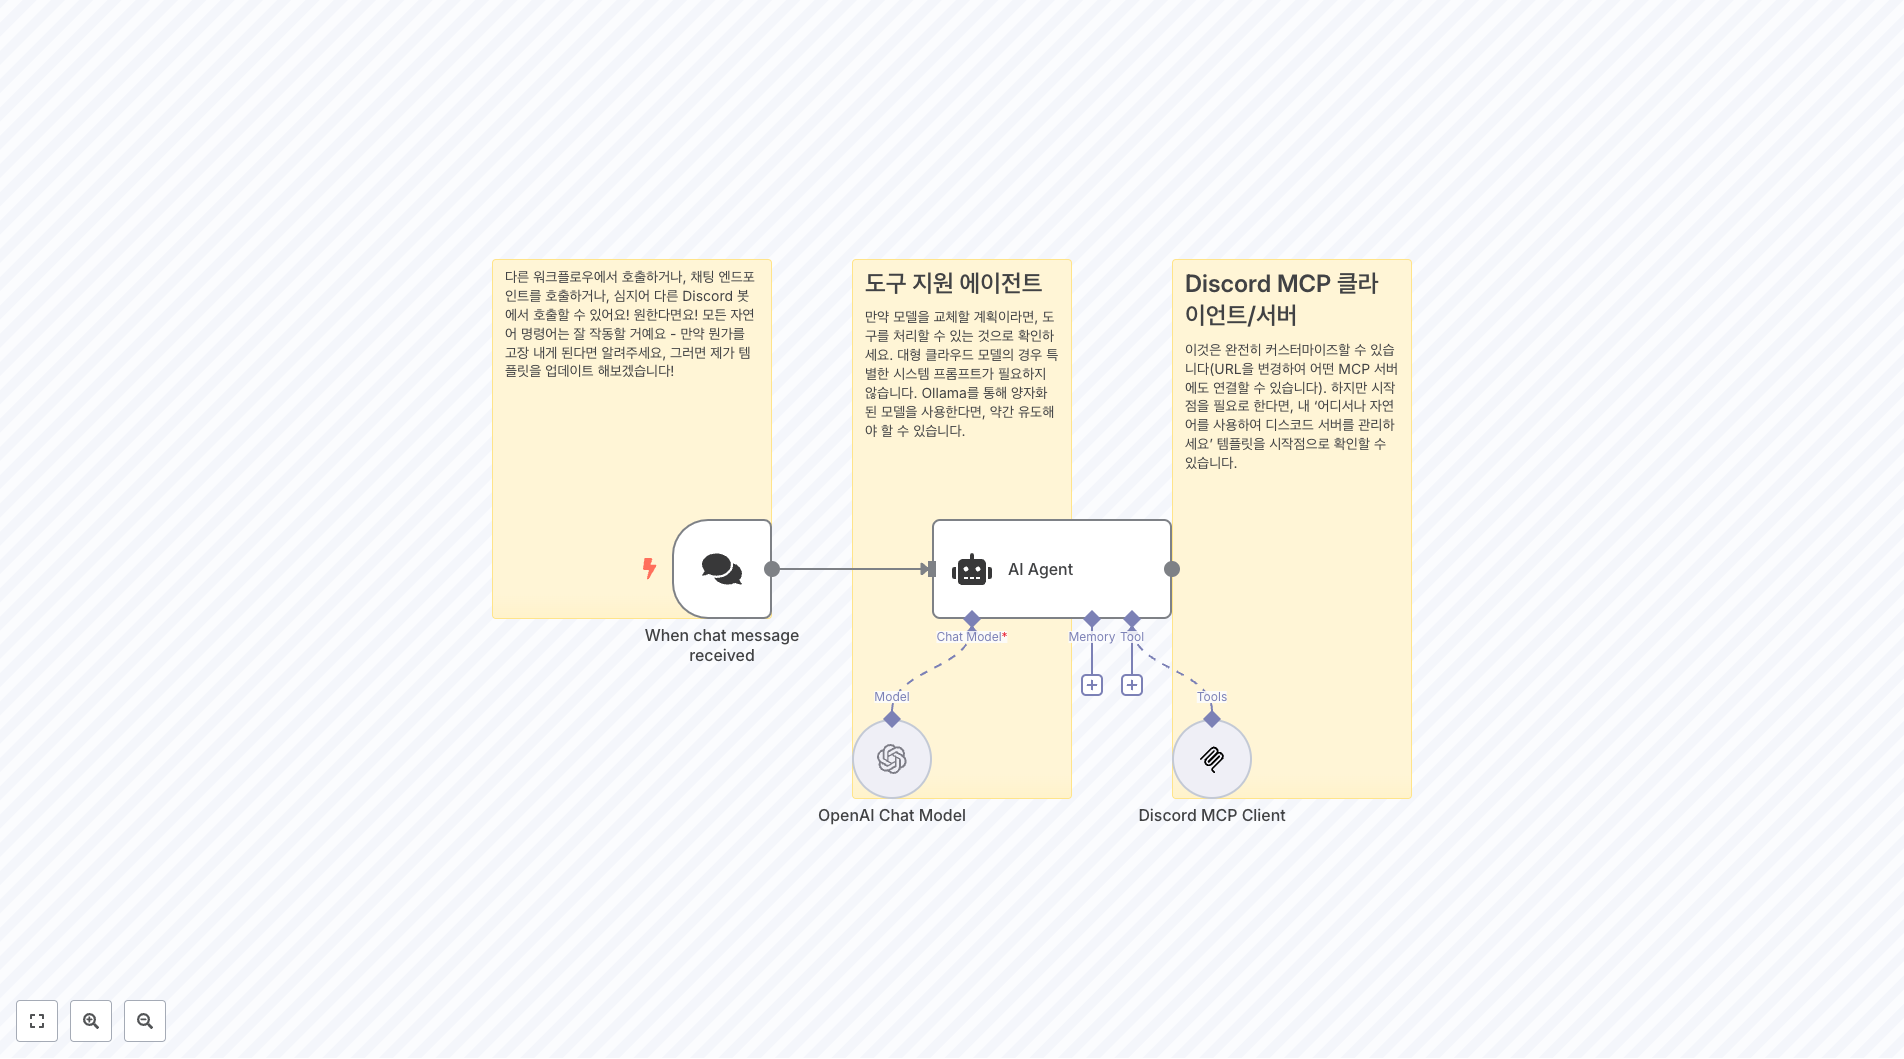 다른 워크플로우에서 호출하거나, 채팅 엔드포
인트를 호출하거나, 심지어 다른 Discord 봇
에서 호출할 수 있어요! 원한다면요! 모든 자연
어 명령어는 잘 작동할 거예요 - 만약 뭔가를
고장 내게 된다면 알려주세요, 그러면 제가 템
플릿을 업데이트 해보겠습니다!
도구 지원 에이전트
만약 모델을 교체할 계획이라면, 도
구를 처리할 수 있는 것으로 확인하
세요. 대형 클라우드 모델의 경우 특
별한 시스템 프롬프트가 필요하지
않습니다. Ollama를 통해 양자화
된 모델을 사용한다면, 약간 유도해
야 할 수 있습니다.
Discord MCP 클라
이언트/서버
이것은 완전히 커스터마이즈할 수 있습
니다(URL을 변경하여 어떤 MCP 서버
에도 연결할 수 있습니다). 하지만 시작
점을 필요로 한다면, 내 ‘어디서나 자연
어를 사용하여 디스코드 서버를 관리하
세요’ 템플릿을 시작점으로 확인할 수
있습니다.
When chat message
received
AI Agent
Chat Model*
Memory
Tool
Model
Tools
OpenAI Chat Model
Discord MCP Client